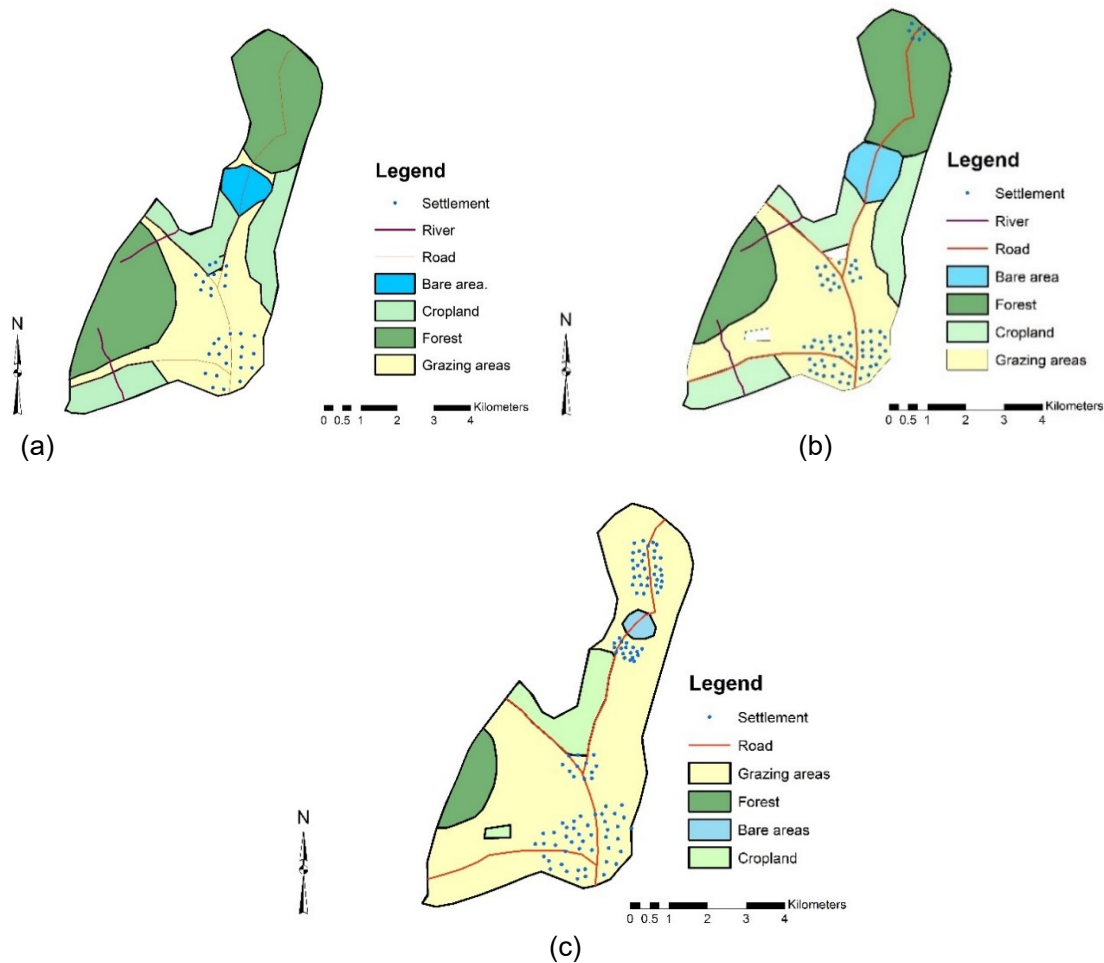 Legend
Settlement
River
Road
Bare area.
Cropland
Forest
Grazing areas
N
Kilometers
0 0.5 1 2 3 4
(a)
Legend
Settlement
River
Road
Bare area
Forest
Cropland
Grazing areas
N
Kilometers
0 0.5 1 2 3 4
(b)
Legend
Settlement
Road
Grazing areas
Forest
Bare areas
Cropland
N
Kilometers
0 0.5 1 2 3 4
(c)